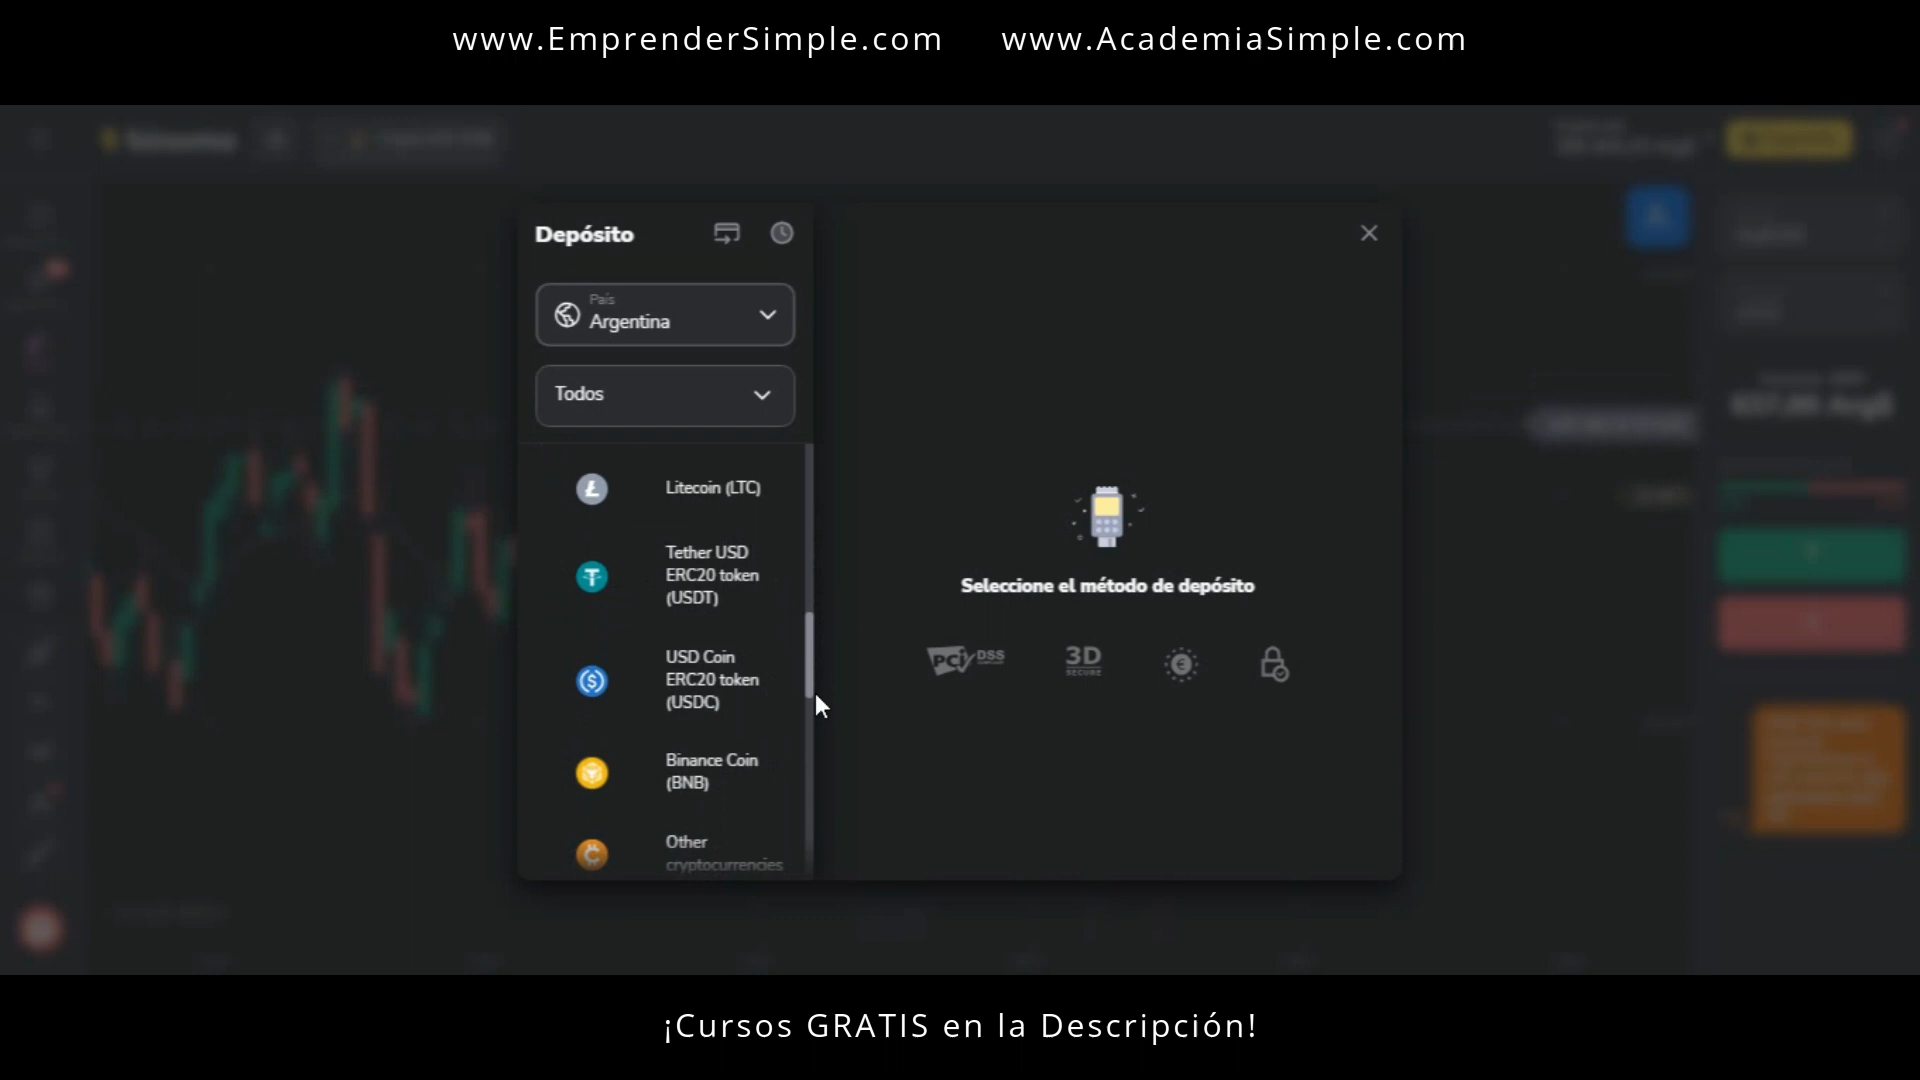 www.EmprenderSimple.com www.AcademiaSimple.com
Depósito
País
Argentina
Todos
Litecoin (LTC)
Tether USD
ERC20 token
(USDT)
USD Coin
ERC20 token
(USDC)
Binance Coin
(BNB)
Other
cryptocurrencies
Seleccione el método de depósito
PCI DSS
3D
SECURE
¡Cursos GRATIS en la Descripción!